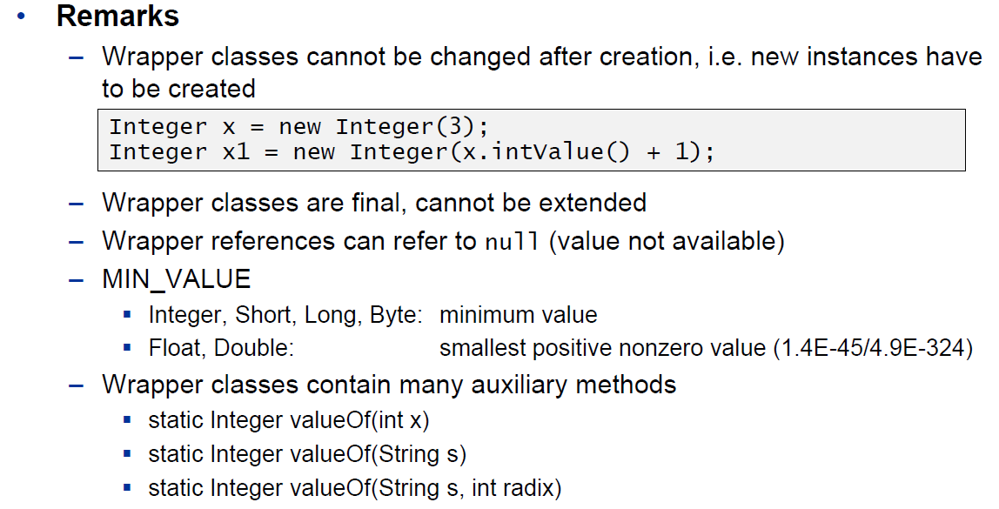 • Remarks
– Wrapper classes cannot be changed after creation, i.e. new instances have
to be created
Integer x = new Integer(3);
Integer x1 = new Integer(x.intValue() + 1);
– Wrapper classes are final, cannot be extended
– Wrapper references can refer to null (value not available)
– MIN_VALUE
▪ Integer, Short, Long, Byte: minimum value
▪ Float, Double: smallest positive nonzero value (1.4E-45/4.9E-324)
– Wrapper classes contain many auxiliary methods
▪ static Integer valueOf(int x)
▪ static Integer valueOf(String s)
▪ static Integer valueOf(String s, int radix)